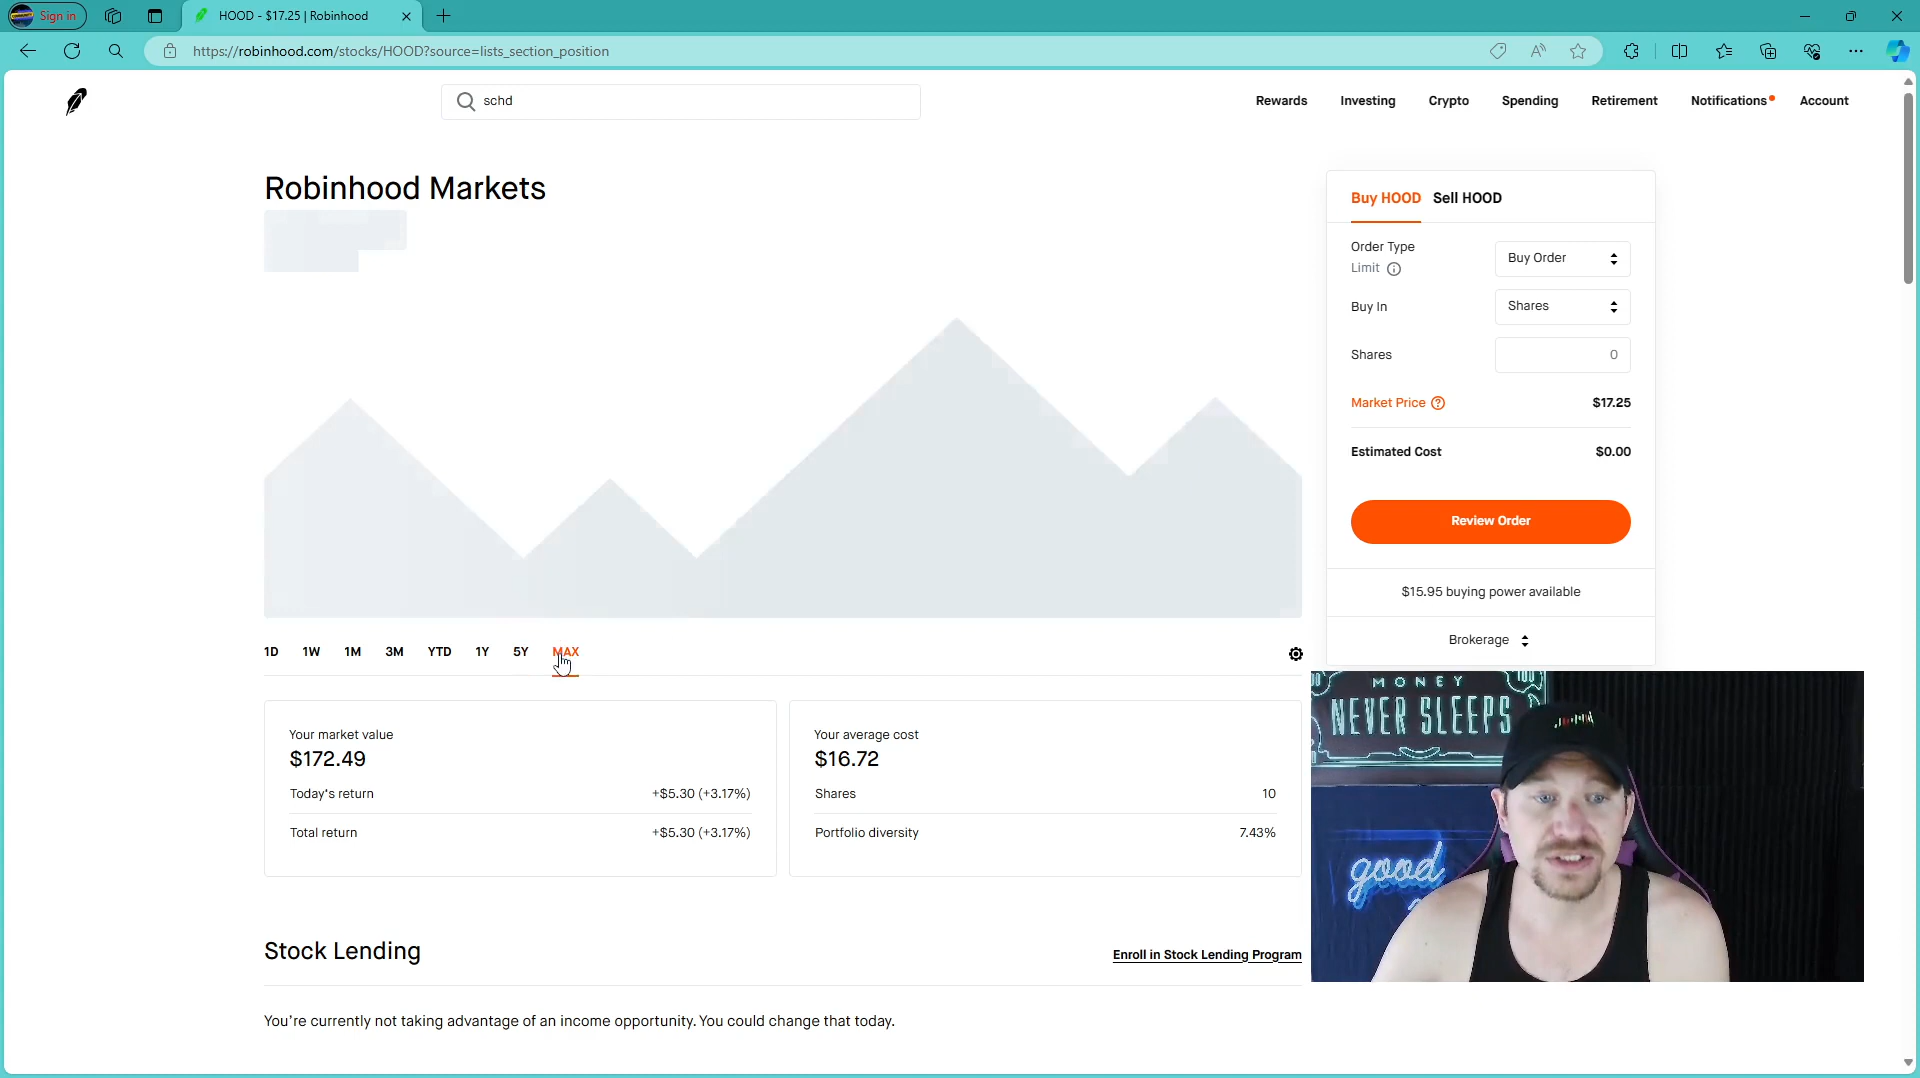 Sign in
HOOD - $17.25 | Robinhood
https://robinhood.com/stocks/HOOD?source=lists_section_position
schd
Rewards
Investing
Crypto
Spending
Retirement
Notifications
Account
Robinhood Markets
Buy HOOD
Sell HOOD
Order Type
Limit
Buy Order
Buy In
Shares
Shares
0
Market Price
$17.25
Estimated Cost
$0.00
Review Order
$15.95 buying power available
Brokerage
1D
1W
1M
3M
YTD
1Y
5Y
MAX
Your market value
$172.49
Today's return
+$5.30 (+3.17%)
Total return
+$5.30 (+3.17%)
Your average cost
$16.72
Shares
10
Portfolio diversity
7.43%
MONEY
NEVER SLEEPS
good
Stock Lending
Enroll in Stock Lending Program
You're currently not taking advantage of an income opportunity. You could change that today.